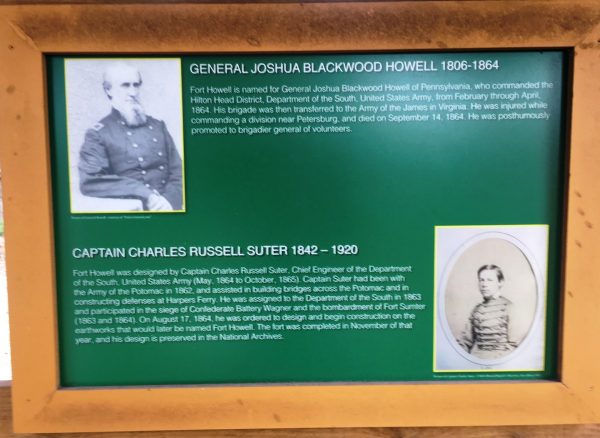 GENERAL JOSHUA BLACKWOOD HOWELL 1806-1864
Fort Howell is named for General Joshua Blackwood Howell of Pennsylvania, who commanded the
Hilton Head District, Department of the South, United States Army, from February through April,
1864. His brigade was then transferred to the Army of the James in Virginia. He was injured while
commanding a division near Petersburg, and died on September 14, 1864. He was posthumously
promoted to brigadier general of volunteers.
CAPTAIN CHARLES RUSSELL SUTER 1842 – 1920
Fort Howell was designed by Captain Charles Russell Suter, Chief Engineer of the Department
of the South, United States Army (May, 1864 to October, 1865). Captain Suter had been with
the Army of the Potomac in 1862, and assisted in building bridges across the Potomac and in
constructing defenses at Harpers Ferry. He was assigned to the Department of the South in 1863
and participated in the siege of Confederate Battery Wagner and the bombardment of Fort Sumter
(1863 and 1864). On August 17, 1864, he was ordered to design and begin construction on the
earthworks that would later be named Fort Howell. The fort was completed in November of that
year, and his design is preserved in the National Archives.